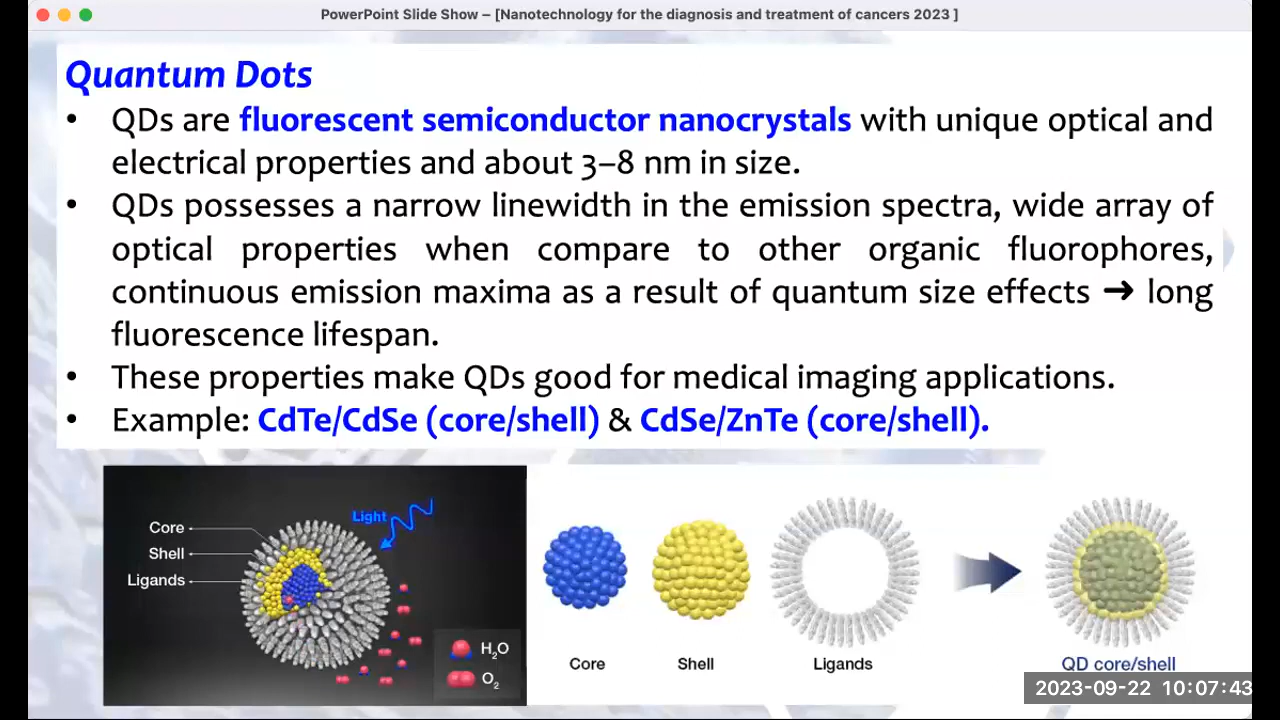 PowerPoint Slide Show – [Nanotechnology for the diagnosis and treatment of cancers 2023 ]
Quantum Dots
• QDs are fluorescent semiconductor nanocrystals with unique optical and
electrical properties and about 3–8 nm in size.
• QDs possesses a narrow linewidth in the emission spectra, wide array of
optical properties when compare to other organic fluorophores,
continuous emission maxima as a result of quantum size effects → long
fluorescence lifespan.
• These properties make QDs good for medical imaging applications.
• Example: CdTe/CdSe (core/shell) & CdSe/ZnTe (core/shell).
Light
Core
Shell
Ligands
H₂O
O₂
Core Shell Ligands QD core/shell
2023-09-22 10:07:43